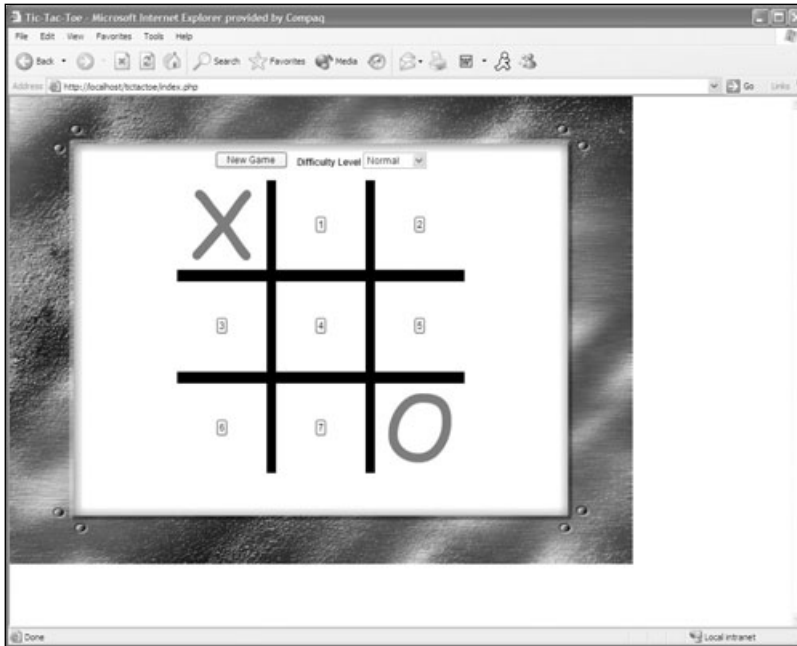 Tic-Tac-Toe - Microsoft Internet Explorer provided by Compaq
File Edit View Favorites Tools Help
Back Search Favorites Media
Address http://localhost/tictactoe/index.php Go Links
New Game Difficulty Level Normal
X 1 2
3 4 5
6 7 O
Done Local intranet